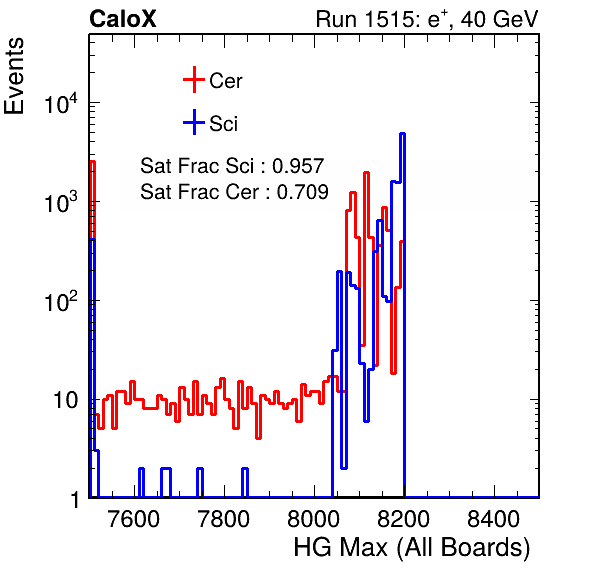 CaloX Run 1515: e⁺, 40 GeV
Events
Cer
Sci
Sat Frac Sci : 0.957
Sat Frac Cer : 0.709
10⁴
10³
10²
10
1
7600 7800 8000 8200 8400
HG Max (All Boards)